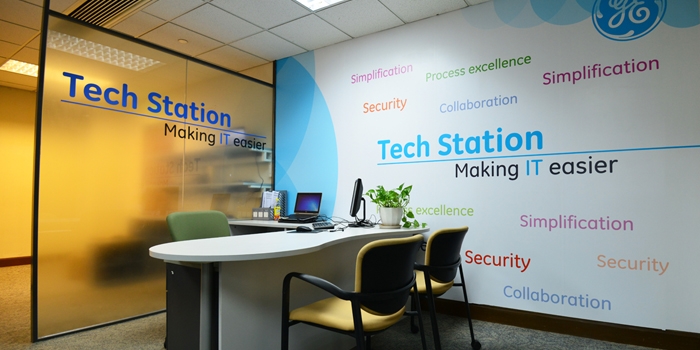 Tech Station
Making IT easier
GE
Simplification
Process excellence
Simplification
Security
Collaboration
Tech Station
Making IT easier
excellence
Simplification
Security
Security
Collaboration